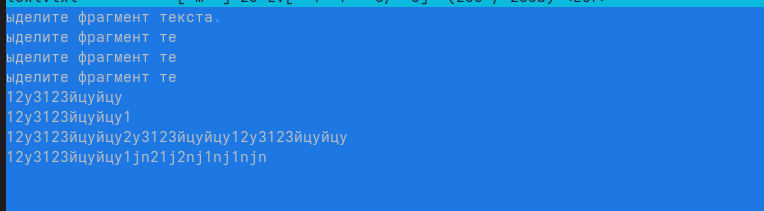 ыделите фрагмент текста.
ыделите фрагмент те
ыделите фрагмент те
ыделите фрагмент те
12у3123йцуйцу
12у3123йцуйцу1
12у3123йцуйцу2у3123йцуйцу12у3123йцуйцу
12у3123йцуйцу1jn21j2nj1nj1njn